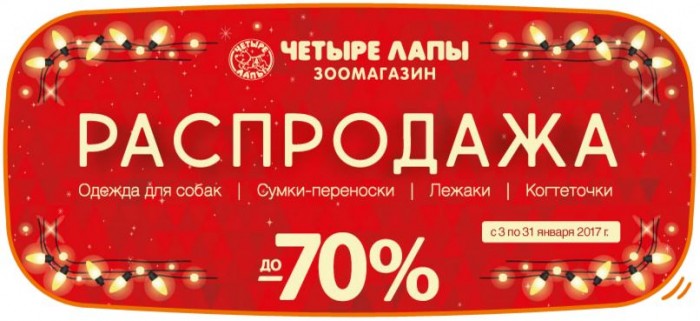 ЧЕТЫРЕ ЛАПЫ
ЧЕТЫРЕ ЛАПЫ
ЗООМАГАЗИН
РАСПРОДАЖА
Одежда для собак | Сумки-переноски | Лежаки | Когтеточки
с 3 по 31 января 2017 г.
до -70%